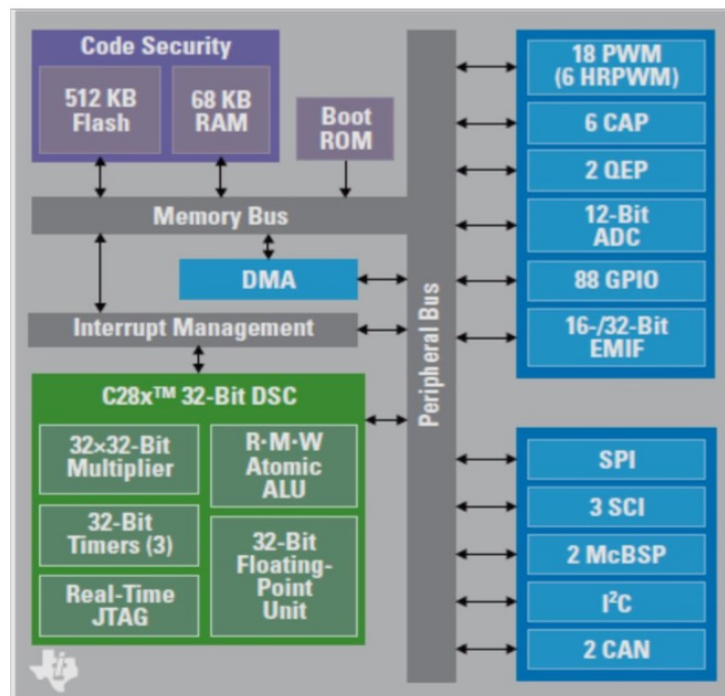 Code Security
512 KB
Flash
68 KB
RAM
Boot
ROM
Memory Bus
DMA
Interrupt Management
C28x™ 32-Bit DSC
32×32-Bit
Multiplier
R·M·W
Atomic
ALU
32-Bit
Timers (3)
32-Bit
Floating-
Point
Unit
Real-Time
JTAG
Peripheral Bus
18 PWM
(6 HRPWM)
6 CAP
2 QEP
12-Bit
ADC
88 GPIO
16-/32-Bit
EMIF
SPI
3 SCI
2 McBSP
I²C
2 CAN